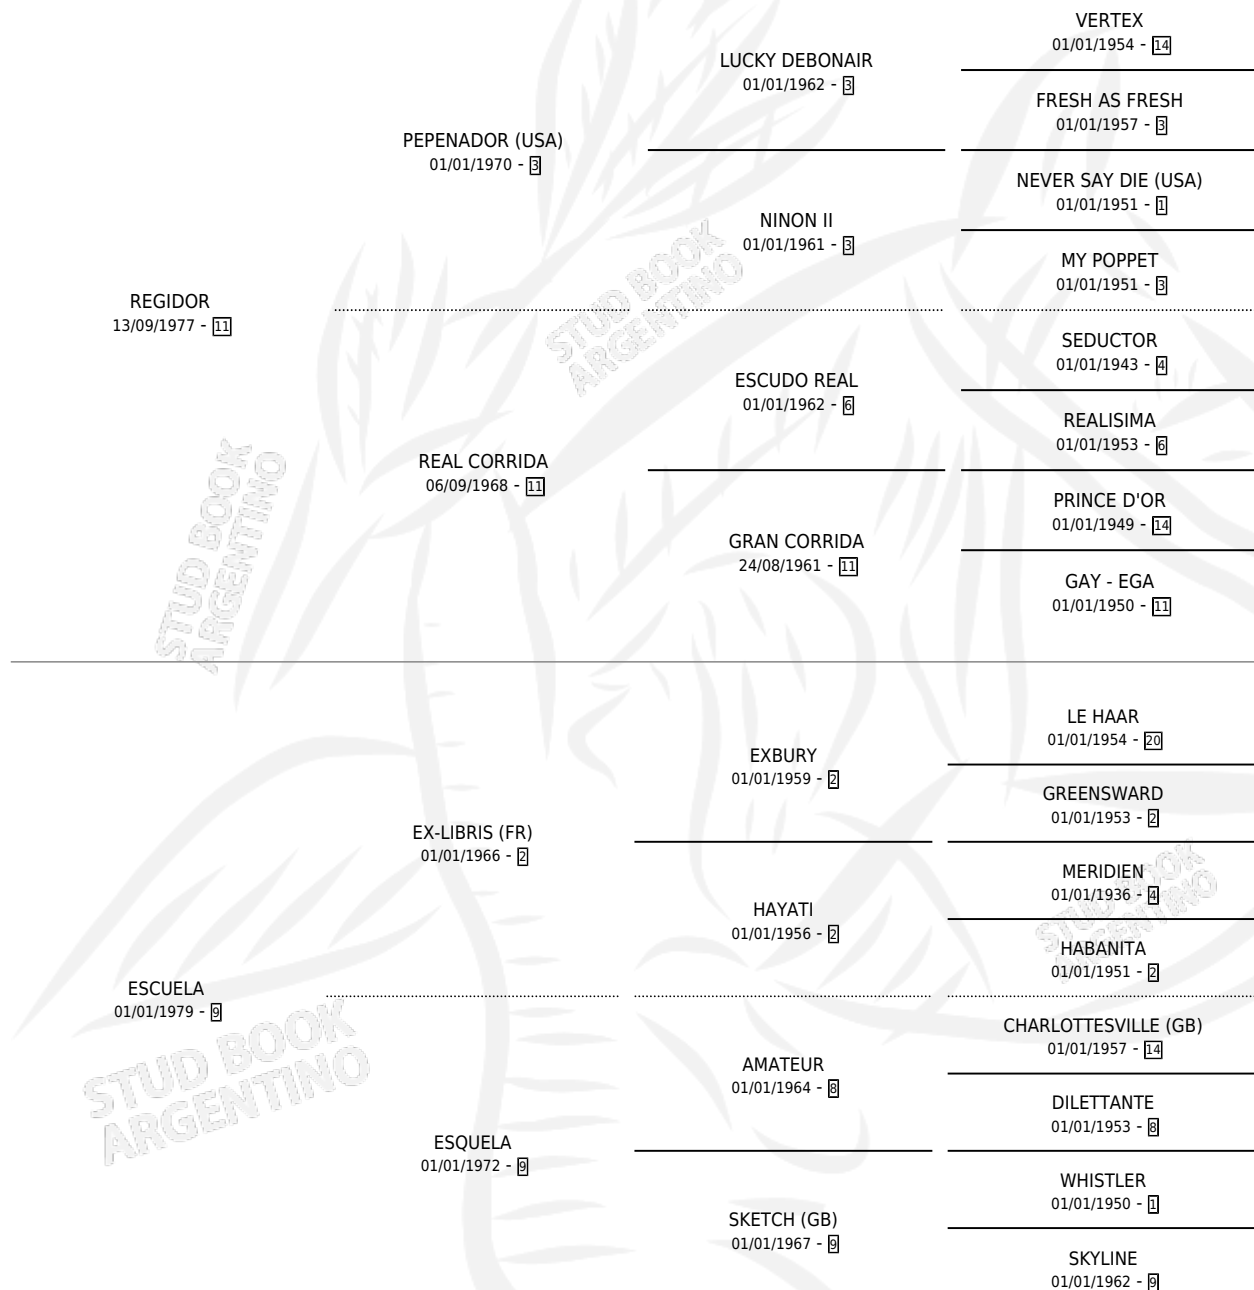 VERTEX
01/01/1954 - 14
LUCKY DEBONAIR
01/01/1962 - 3
FRESH AS FRESH
01/01/1957 - 3
PEPENADOR (USA)
01/01/1970 - 3
NEVER SAY DIE (USA)
01/01/1951 - 1
NINON II
01/01/1961 - 3
MY POPPET
01/01/1951 - 3
REGIDOR
13/09/1977 - 11
SEDUCTOR
01/01/1943 - 4
ESCUDO REAL
01/01/1962 - 6
REALISIMA
01/01/1953 - 6
REAL CORRIDA
06/09/1968 - 11
PRINCE D'OR
01/01/1949 - 14
GRAN CORRIDA
24/08/1961 - 11
GAY - EGA
01/01/1950 - 11
LE HAAR
01/01/1954 - 20
EXBURY
01/01/1959 - 2
GREENSWARD
01/01/1953 - 2
EX-LIBRIS (FR)
01/01/1966 - 2
MERIDIEN
01/01/1936 - 4
HAYATI
01/01/1956 - 2
HABANITA
01/01/1951 - 2
ESCUELA
01/01/1979 - 9
CHARLOTTESVILLE (GB)
01/01/1957 - 14
AMATEUR
01/01/1964 - 8
DILETTANTE
01/01/1953 - 8
ESQUELA
01/01/1972 - 9
WHISTLER
01/01/1950 - 1
SKETCH (GB)
01/01/1967 - 9
SKYLINE
01/01/1962 - 9
STUD BOOK
ARGENTINO
STUD BOOK
ARGENTINO
STUD BOOK
ARGENTINO
STUD BOOK
ARGENTINO